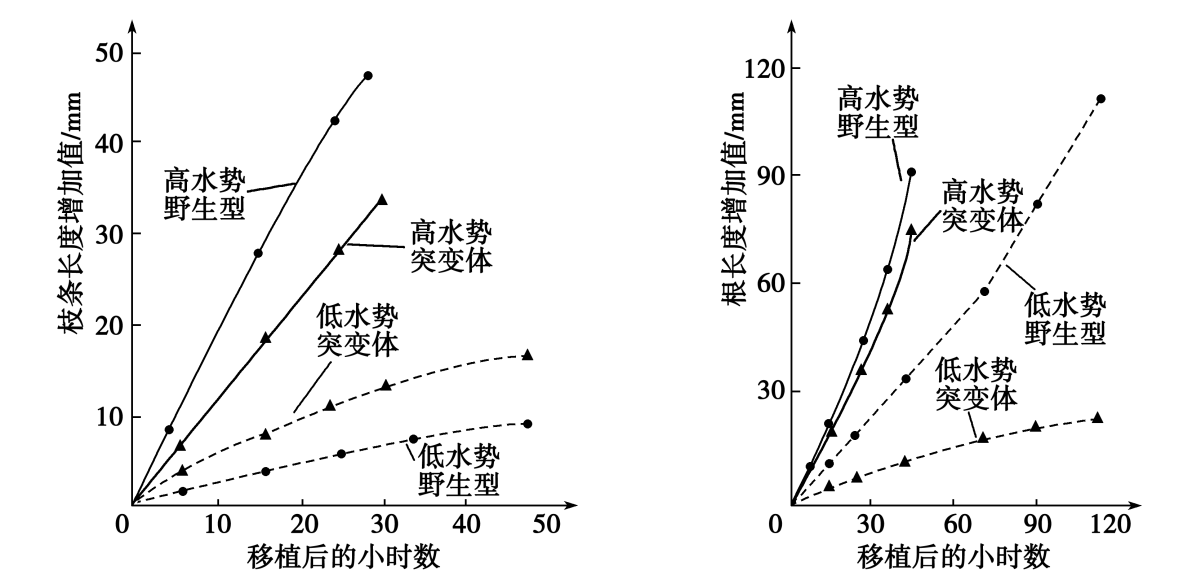 枝条长度增加值/mm
50
40
30
20
10
0
10
20
30
40
50
移植后的小时数
高水势
野生型
高水势
突变体
低水势
突变体
低水势
野生型
根长度增加值/mm
120
90
60
30
0
30
60
90
120
移植后的小时数
高水势
野生型
高水势
突变体
低水势
野生型
低水势
突变体